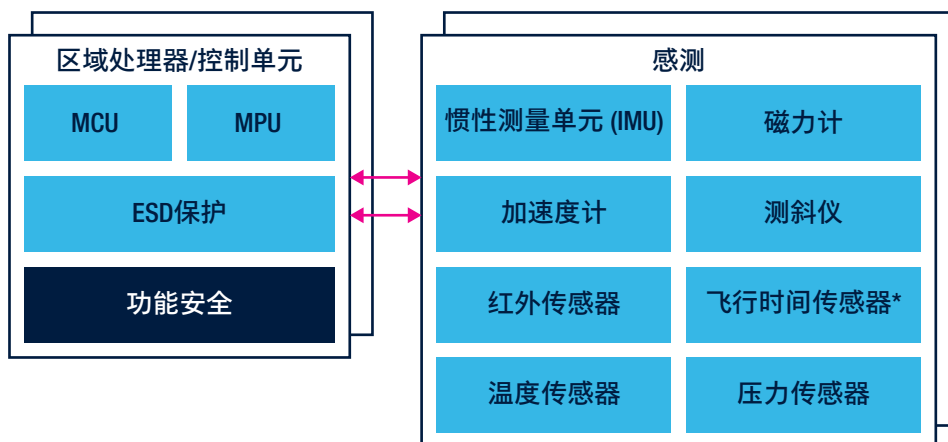 区域处理器/控制单元
MCU
MPU
ESD保护
功能安全
感测
惯性测量单元 (IMU)
磁力计
加速度计
测斜仪
红外传感器
飞行时间传感器*
温度传感器
压力传感器